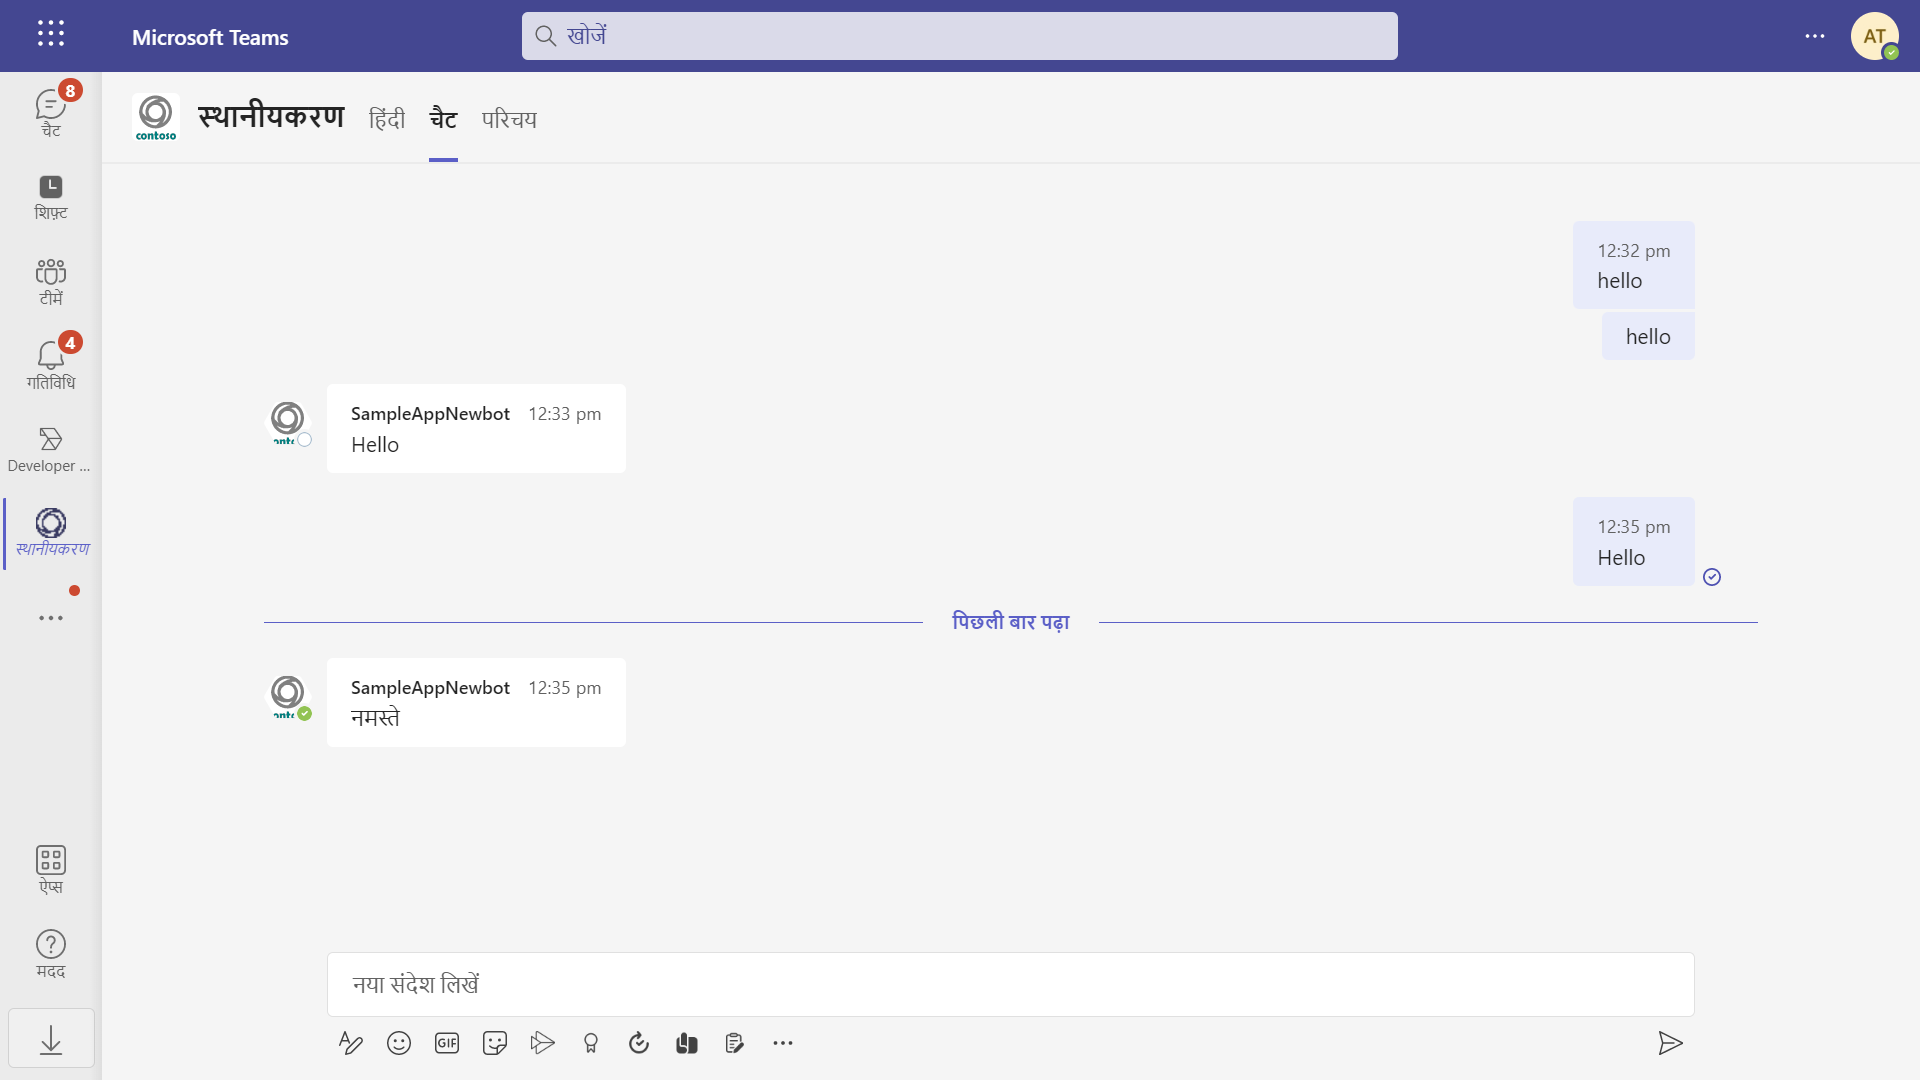 Microsoft Teams
खोजें
AT
8
चैट
शिफ़्ट
टीमें
4
गतिविधि
Developer ...
स्थानीयकरण
ऐप्स
मदद
contoso
स्थानीयकरण हिंदी चैट परिचय
12:32 pm
hello
hello
SampleAppNewbot 12:33 pm
Hello
12:35 pm
Hello
पिछली बार पढ़ा
SampleAppNewbot 12:35 pm
नमस्ते
नया संदेश लिखें
GIF